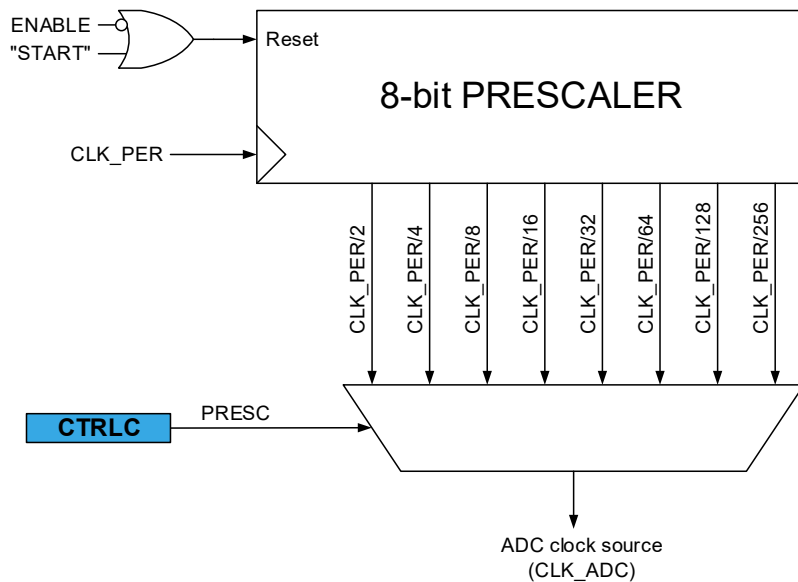 ENABLE
"START"
Reset
8-bit PRESCALER
CLK_PER
CLK_PER/2
CLK_PER/4
CLK_PER/8
CLK_PER/16
CLK_PER/32
CLK_PER/64
CLK_PER/128
CLK_PER/256
CTRLC
PRESC
ADC clock source
(CLK_ADC)